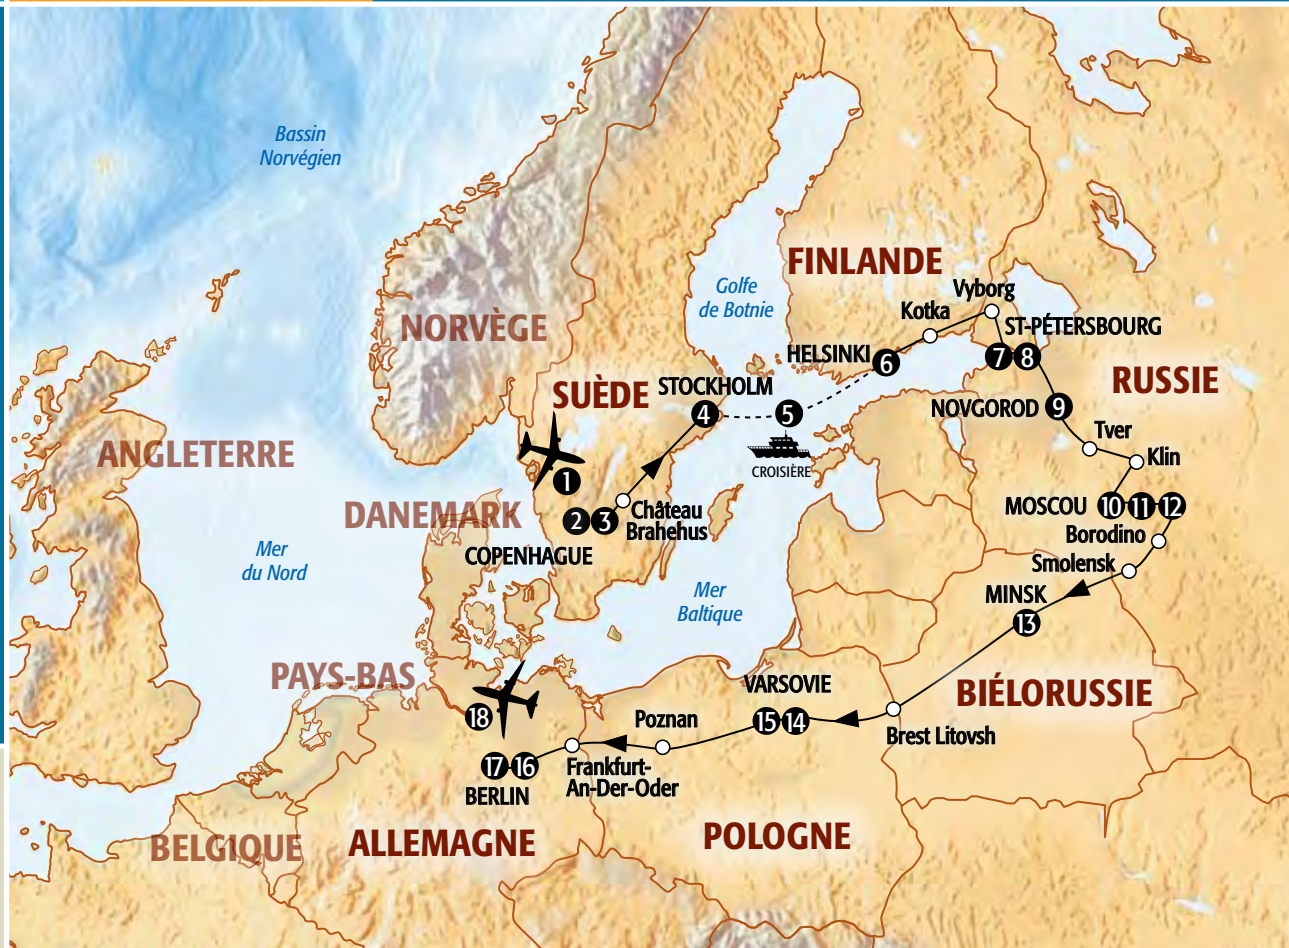 Bassin
Norvégien
FINLANDE
Golfe
de Botnie
Vyborg
Kotka
NORVÈGE
ST-PÉTERSBOURG
HELSINKI
6
7
8
RUSSIE
SUÈDE
STOCKHOLM
4
5
NOVGOROD
9
CROISIÈRE
Tver
Klin
ANGLETERRE
1
DANEMARK
2
3
Château
Brahehus
COPENHAGUE
MOSCOU
10
11
12
Borodino
Smolensk
Mer
du Nord
Mer
Baltique
MINSK
13
PAYS-BAS
BIÉLORUSSIE
VARSOVIE
15
14
18
Poznan
Brest Litovsh
17
16
Frankfurt-
An-Der-Oder
BERLIN
BELGIQUE
ALLEMAGNE
POLOGNE